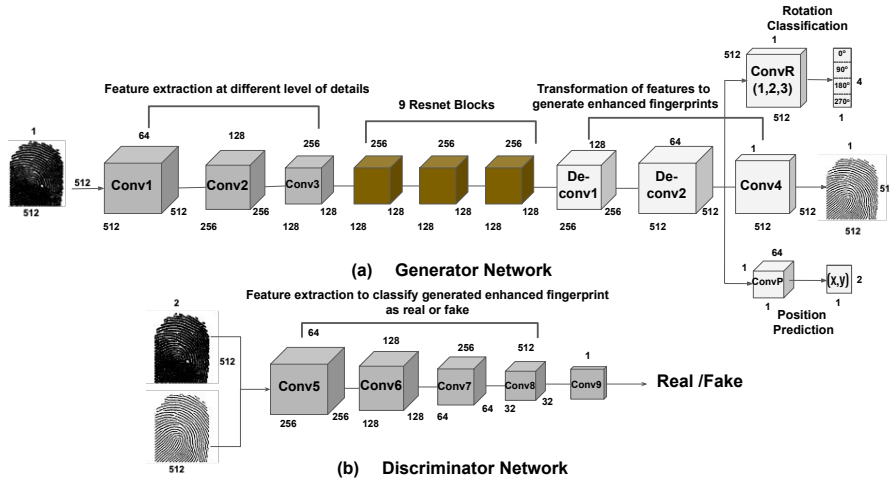 Rotation
Classification
1
512
ConvR
(1,2,3)
512
0°
90°
180°
270°
4
1
Feature extraction at different level of details
9 Resnet Blocks
Transformation of features to
generate enhanced fingerprints
1
512
512
64
Conv1
512
512
128
Conv2
256
256
256
Conv3
128
128
256
128
128
256
128
128
256
128
128
128
De-
conv1
256
256
64
De-
conv2
512
512
1
Conv4
512
512
1
51
512
64
1
ConvP
1
(x,y)
2
1
Position
Prediction
(a) Generator Network
Feature extraction to classify generated enhanced fingerprint
as real or fake
2
512
512
64
Conv5
256
256
128
Conv6
128
128
256
Conv7
64
64
512
Conv8
32
32
1
Conv9
Real /Fake
(b) Discriminator Network